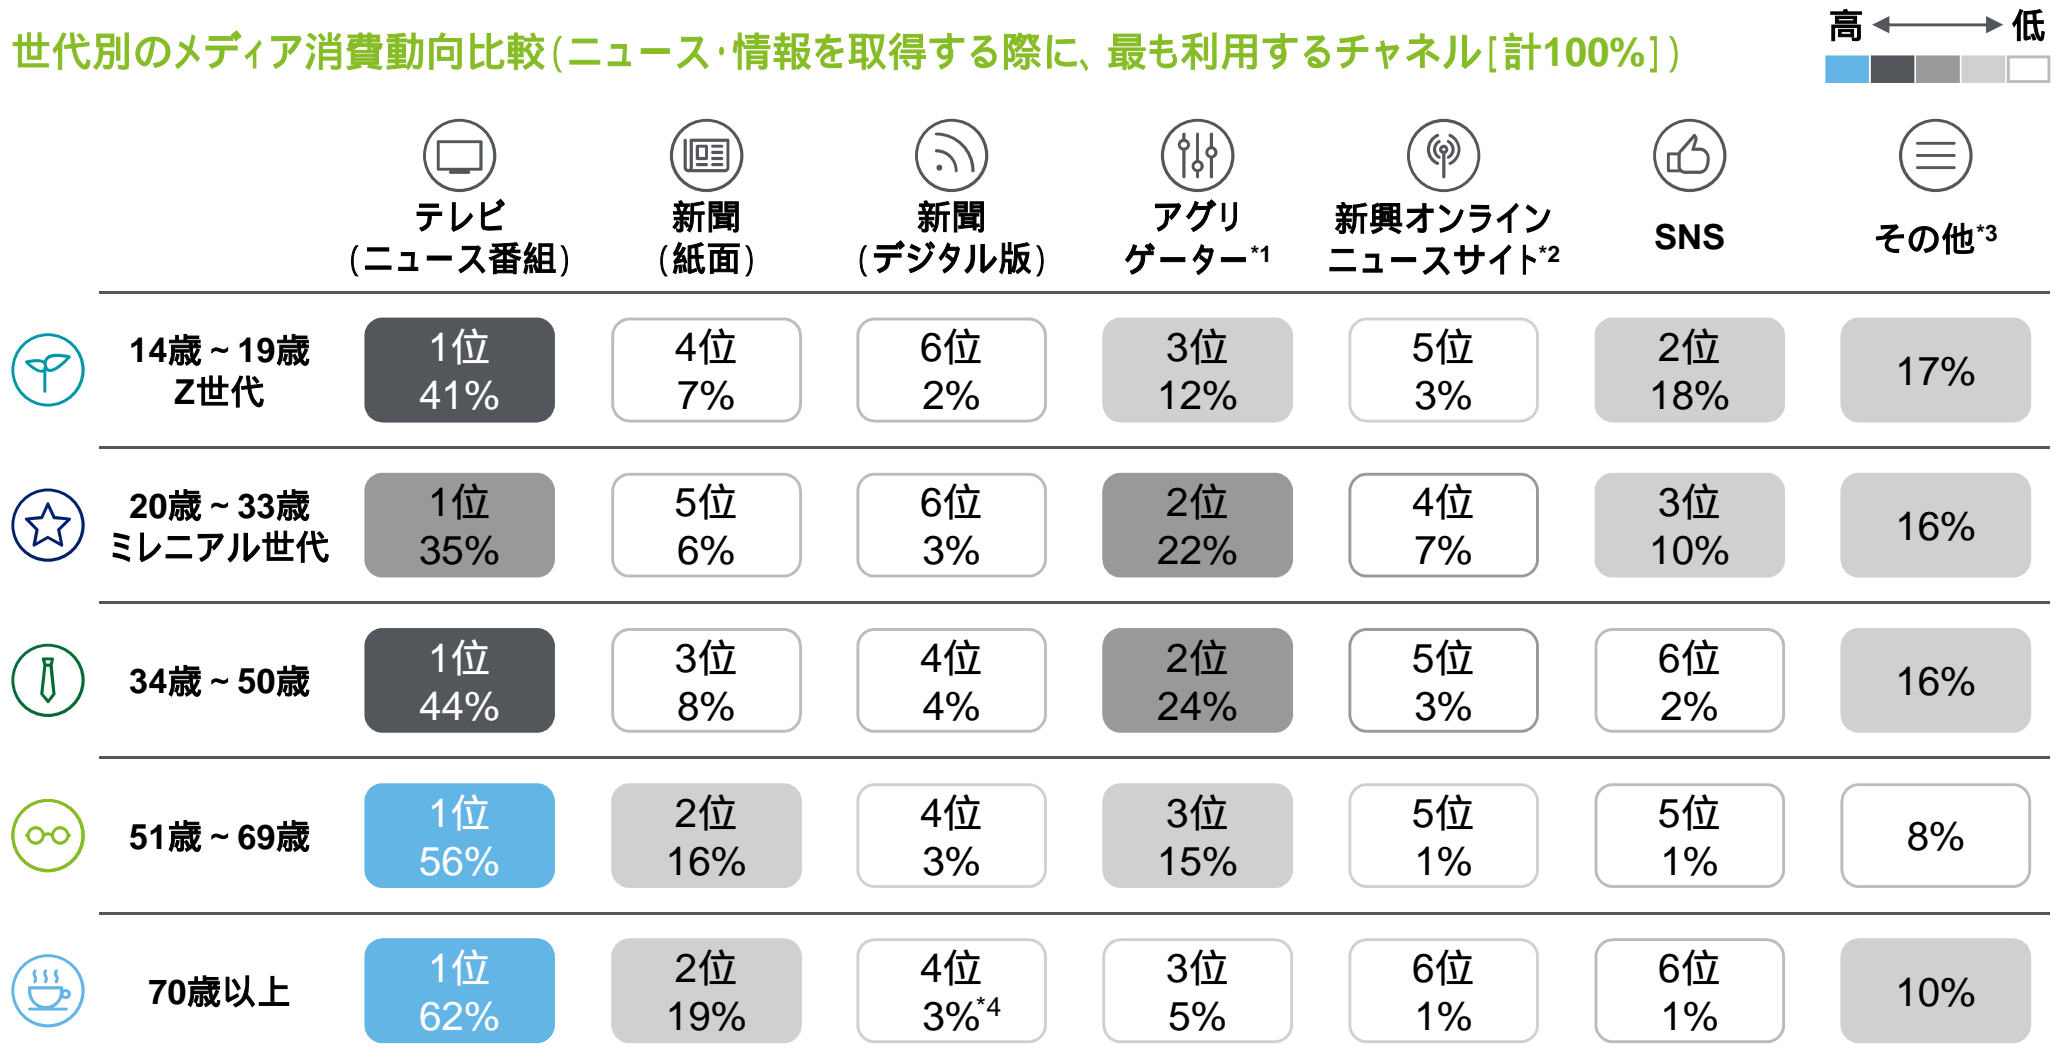 世代別のメディア消費動向比較(ニュース・情報を取得する際に、最も利用するチャネル[計100%])
高 低
テレビ
(ニュース番組)
新聞
(紙面)
新聞
(デジタル版)
アグリ
ゲーター*1
新興オンライン
ニュースサイト*2
SNS
その他*3
14歳~19歳
Z世代
1位
41%
4位
7%
6位
2%
3位
12%
5位
3%
2位
18%
17%
20歳~33歳
ミレニアル世代
1位
35%
5位
6%
6位
3%
2位
22%
4位
7%
3位
10%
16%
34歳~50歳
1位
44%
3位
8%
4位
4%
2位
24%
5位
3%
6位
2%
16%
51歳~69歳
1位
56%
2位
16%
4位
3%
3位
15%
5位
1%
5位
1%
8%
70歳以上
1位
62%
2位
19%
4位
3%*4
3位
5%
6位
1%
6位
1%
10%